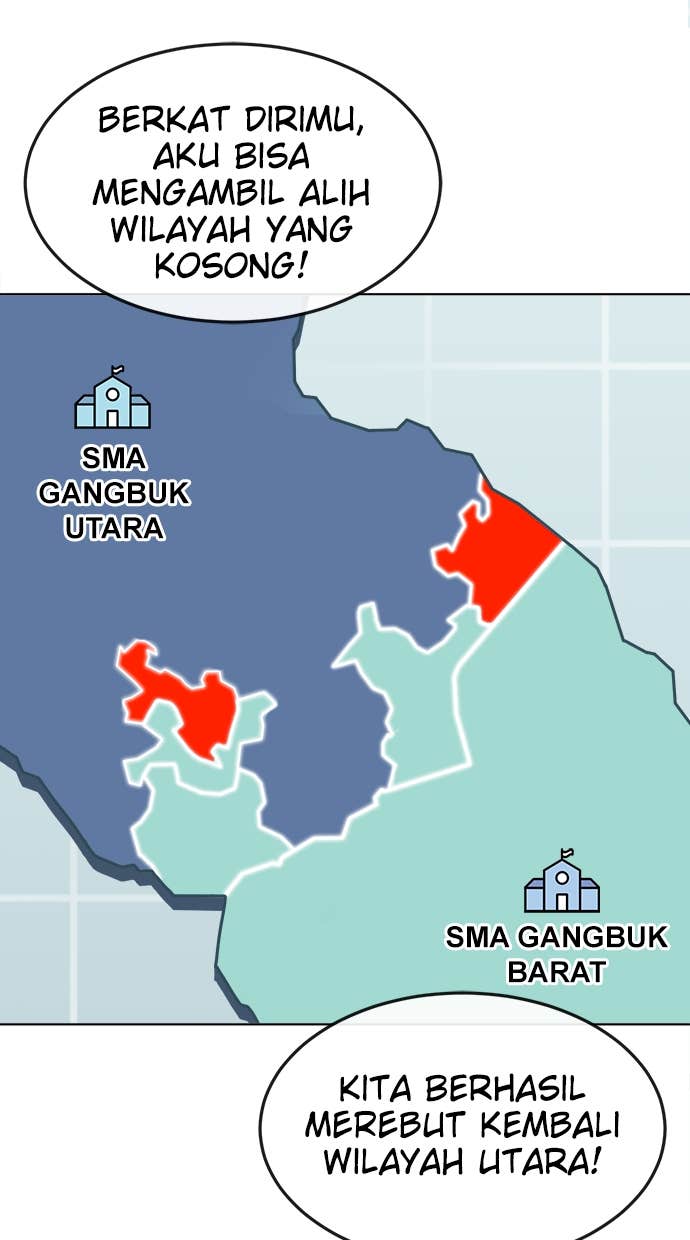 BERKAT DIRIMU,
AKU BISA
MENGAMBIL ALIH
WILAYAH YANG
KOSONG!
SMA
GANGBUK
UTARA
SMA GANGBUK
BARAT
KITA BERHASIL
MEREBUT KEMBALI
WILAYAH UTARA!